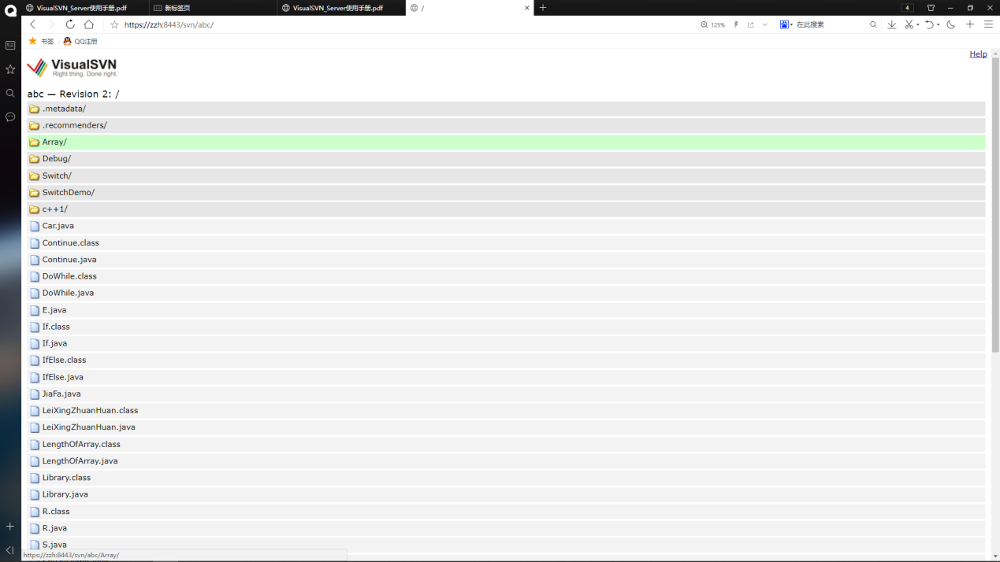 VisualSVN_Server使用手册.pdf
新标签页
VisualSVN_Server使用手册.pdf
/
4
https://zzh:8443/svn/abc/
125%
在此搜索
书签
QQ注册
Help
VisualSVN
Right thing. Done right.
abc — Revision 2: /
.metadata/
.recommenders/
Array/
Debug/
Switch/
SwitchDemo/
c++1/
Car.java
Continue.class
Continue.java
DoWhile.class
DoWhile.java
E.java
If.class
If.java
IfElse.class
IfElse.java
JiaFa.java
LeiXingZhuanHuan.class
LeiXingZhuanHuan.java
LengthOfArray.class
LengthOfArray.java
Library.class
Library.java
R.class
R.java
S.java
https://zzh:8443/svn/abc/Array/